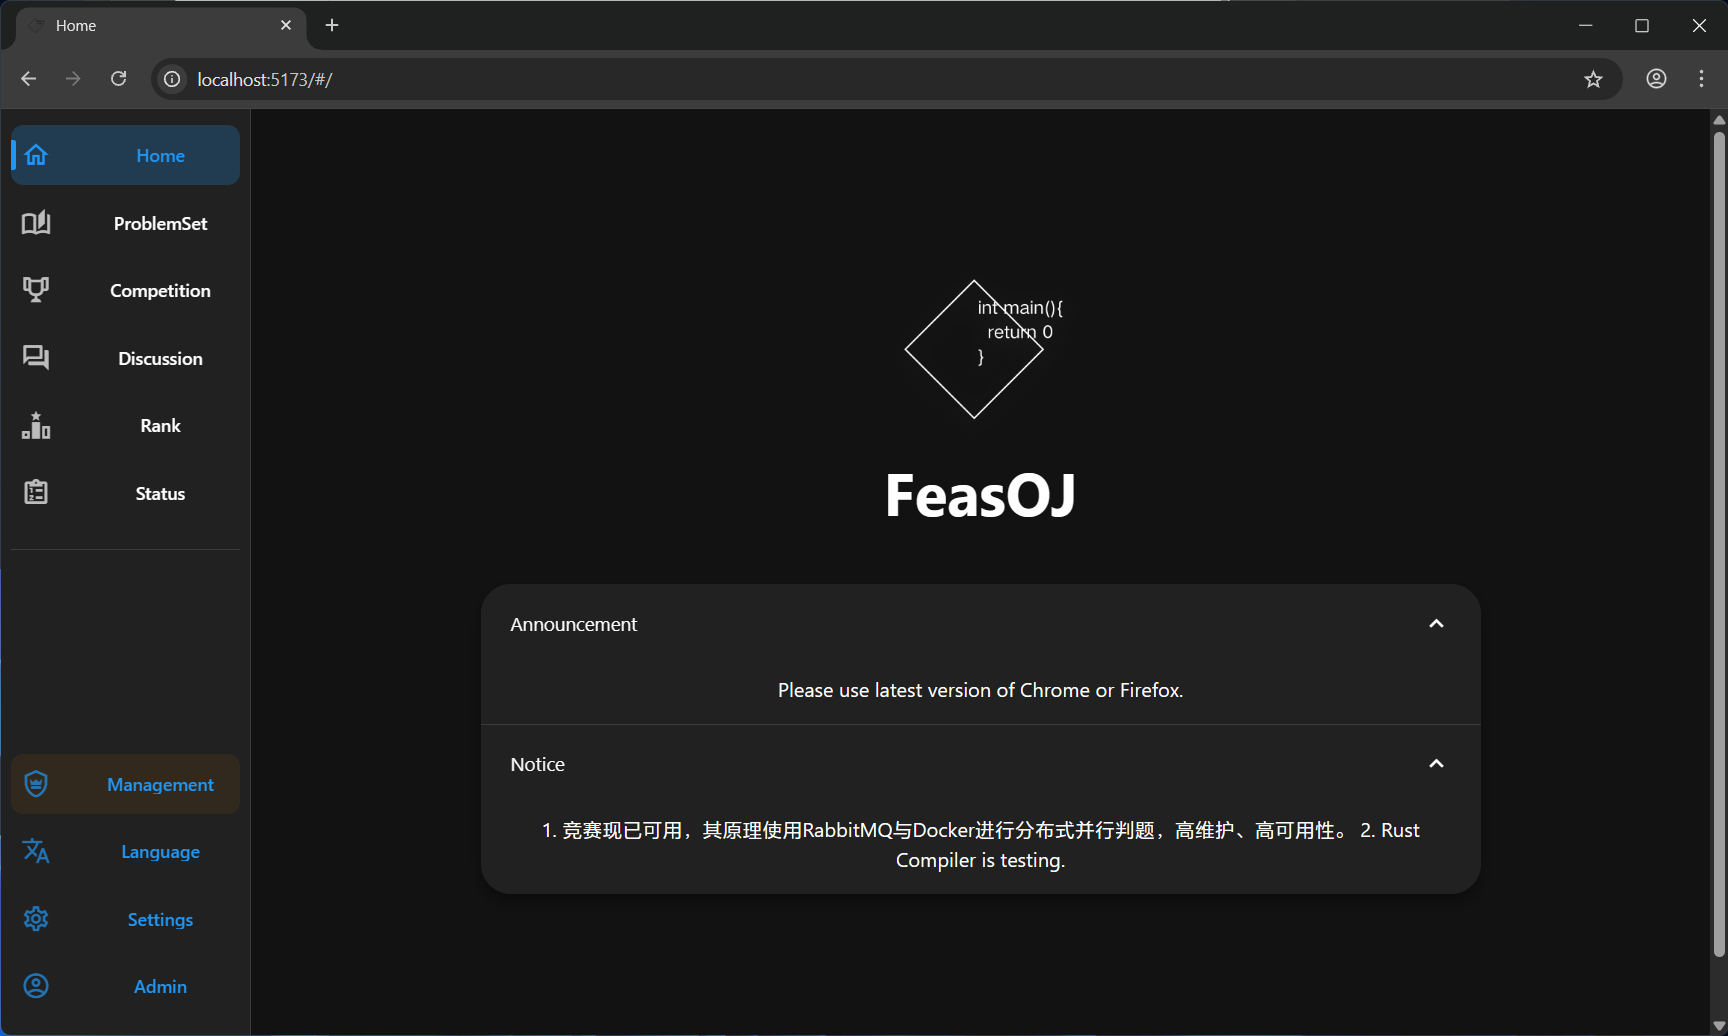 Home
localhost:5173/#/
Home
ProblemSet
Competition
Discussion
Rank
Status
Management
Language
Settings
Admin
int main(){
return 0
}
FeasOJ
Announcement
Please use latest version of Chrome or Firefox.
Notice
1. 竞赛现已可用，其原理使用RabbitMQ与Docker进行分布式并行判题，高维护、高可用性。 2. Rust
Compiler is testing.